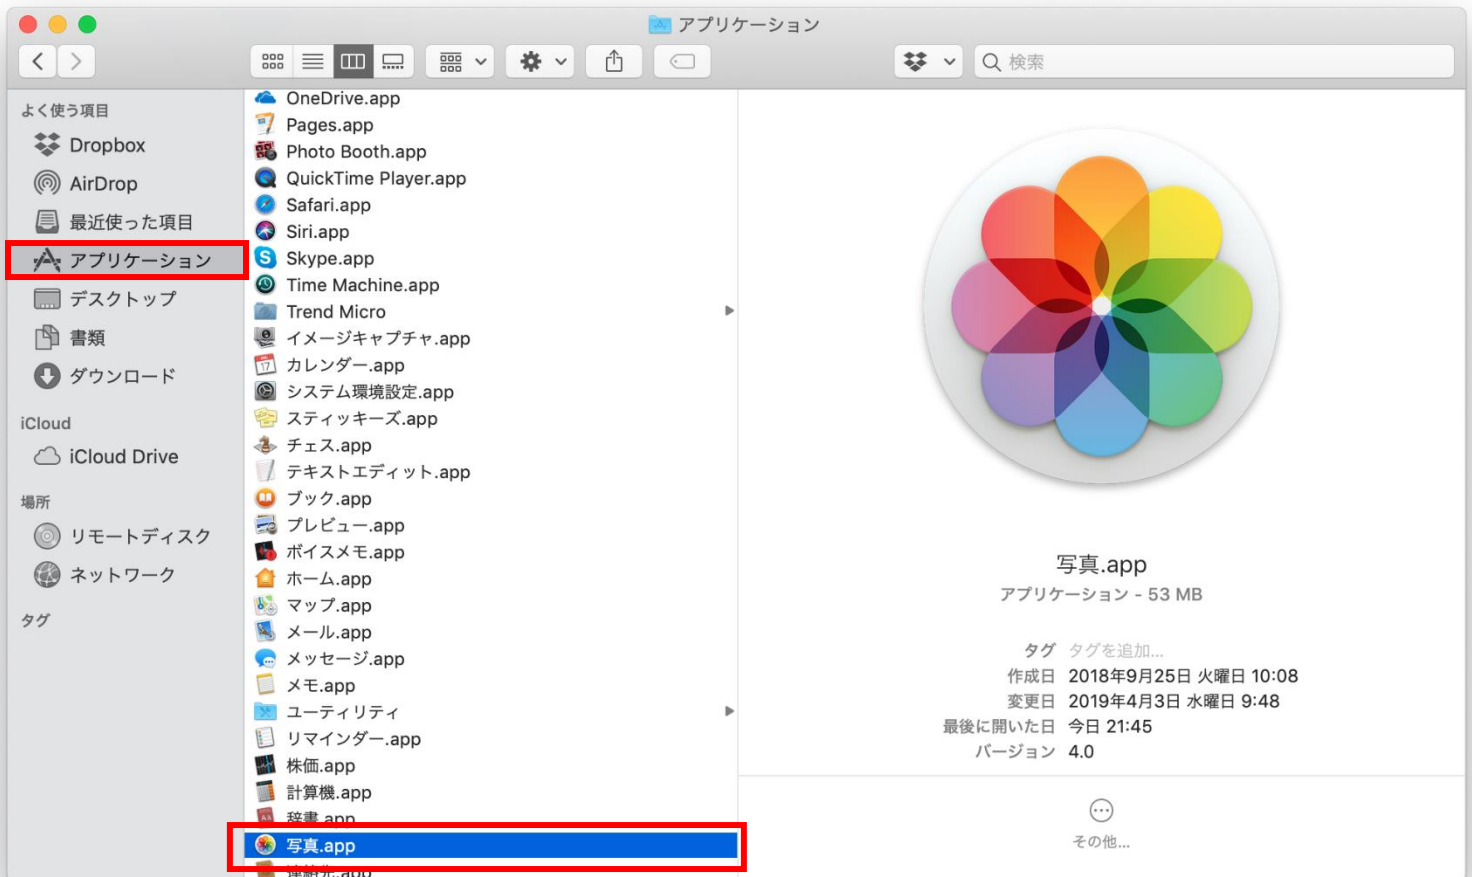 アプリケーション
検索
よく使う項目
Dropbox
AirDrop
最近使った項目
アプリケーション
デスクトップ
書類
ダウンロード
iCloud
iCloud Drive
場所
リモートディスク
ネットワーク
タグ
OneDrive.app
Pages.app
Photo Booth.app
QuickTime Player.app
Safari.app
Siri.app
Skype.app
Time Machine.app
Trend Micro
イメージキャプチャ.app
カレンダー.app
システム環境設定.app
スティッキーズ.app
チェス.app
テキストエディット.app
ブック.app
プレビュー.app
ボイスメモ.app
ホーム.app
マップ.app
メール.app
メッセージ.app
メモ.app
ユーティリティ
リマインダー.app
株価.app
計算機.app
辞書.app
写真.app
連絡先.app
写真.app
アプリケーション - 53 MB
タグ タグを追加...
作成日 2018年9月25日 火曜日 10:08
変更日 2019年4月3日 水曜日 9:48
最後に開いた日 今日 21:45
バージョン 4.0
その他...